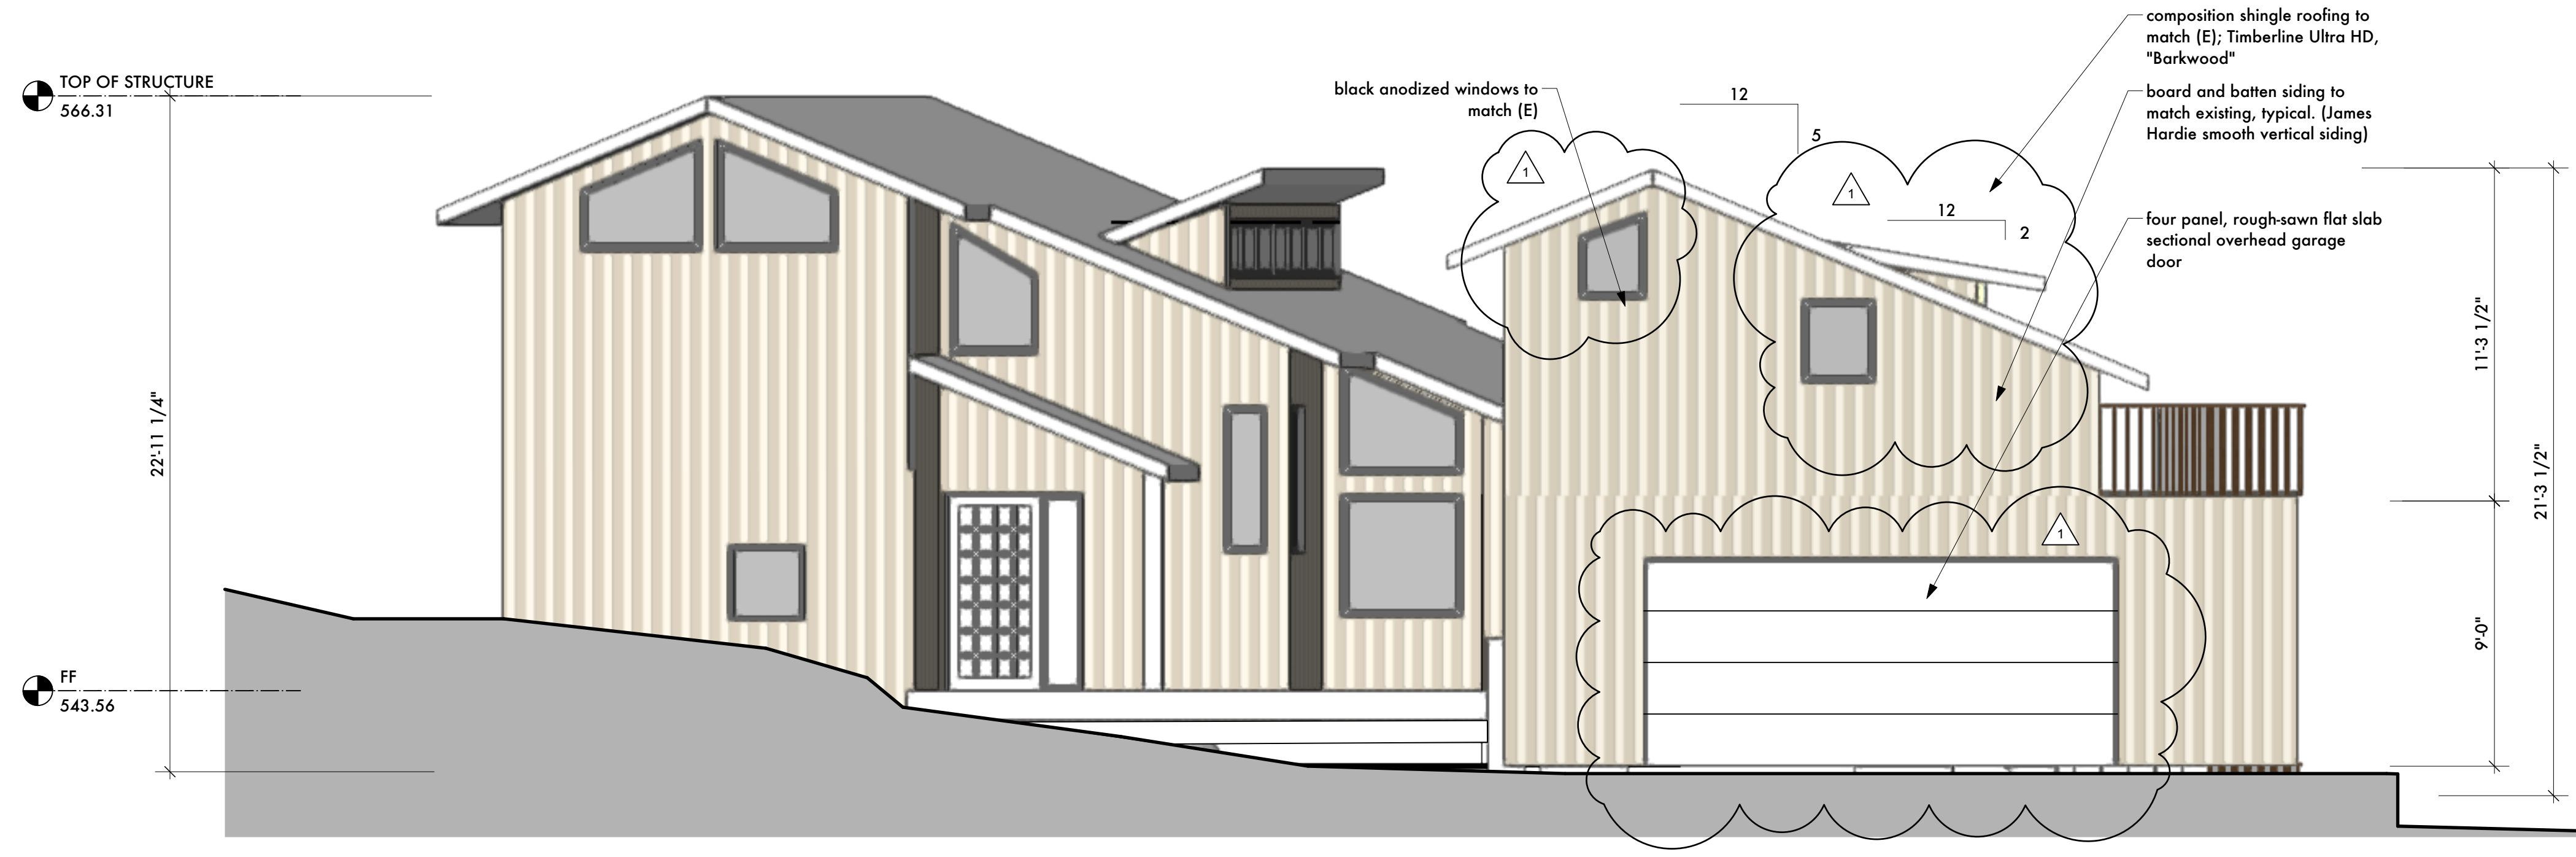 TOP OF STRUCTURE
566.31
22'-11 1/4"
FF
543.56
black anodized windows to
match (E)
12
5
1
1
12
2
composition shingle roofing to
match (E); Timberline Ultra HD,
"Barkwood"
board and batten siding to
match existing, typical. (James
Hardie smooth vertical siding)
four panel, rough-sawn flat slab
sectional overhead garage
door
1
11'-3 1/2"
9'-0"
21'-3 1/2"